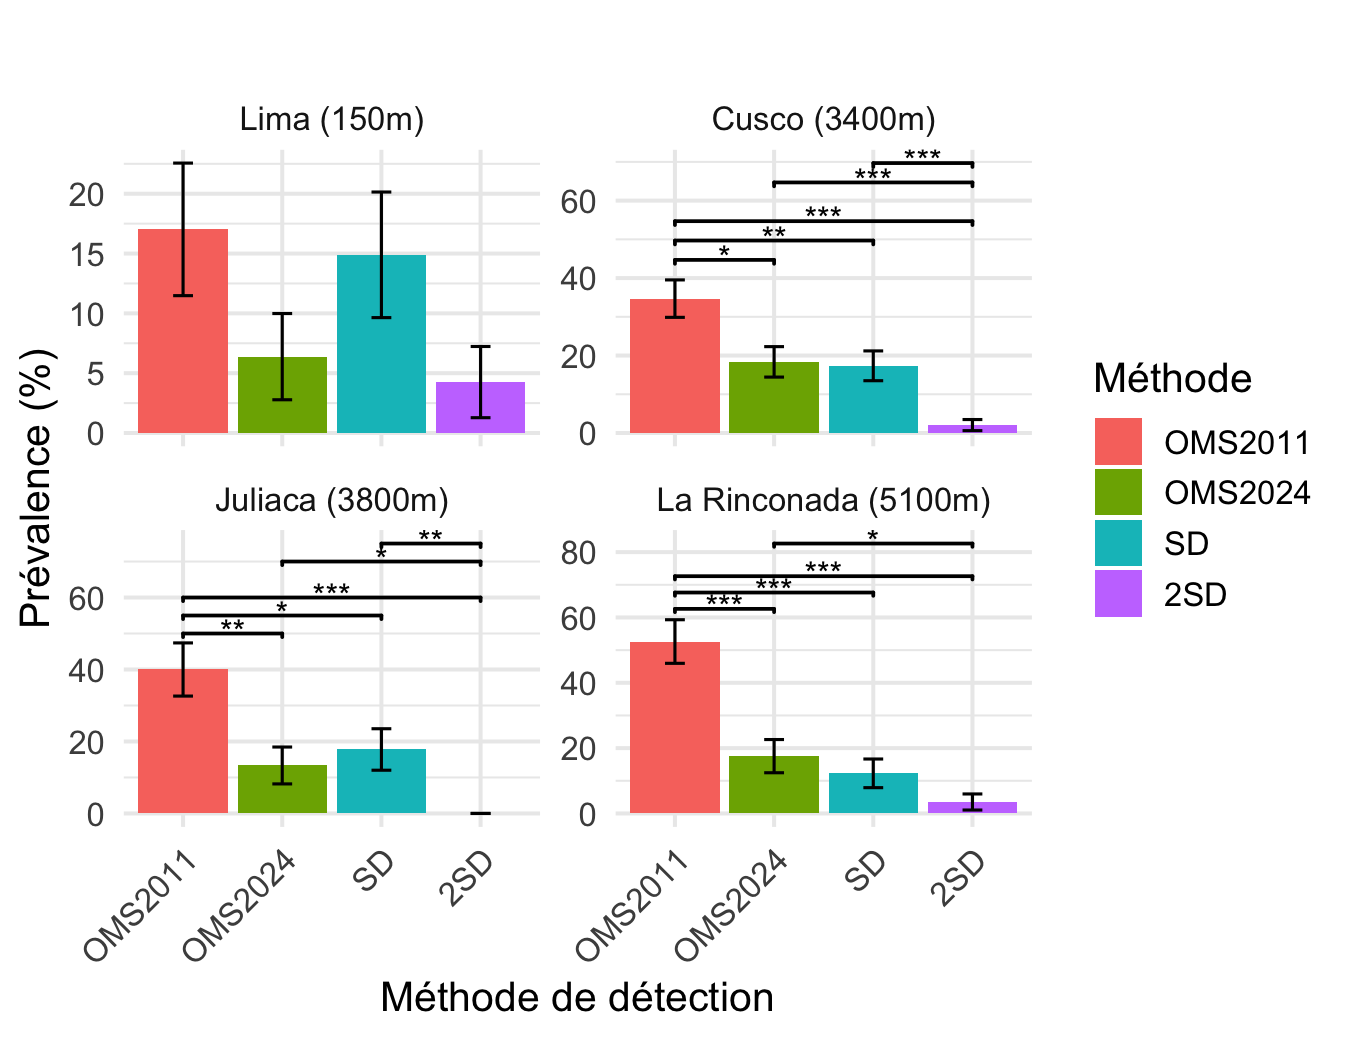 Lima (150m)
Cusco (3400m)
20
15
10
5
0
***
***
***
**
*
60
40
20
0
Juliaca (3800m)
La Rinconada (5100m)
**
*
***
*
**
60
40
20
0
*
***
***
***
80
60
40
20
0
OMS2011
OMS2024
SD
2SD
OMS2011
OMS2024
SD
2SD
Méthode de détection
Prévalence (%)
Méthode
OMS2011
OMS2024
SD
2SD